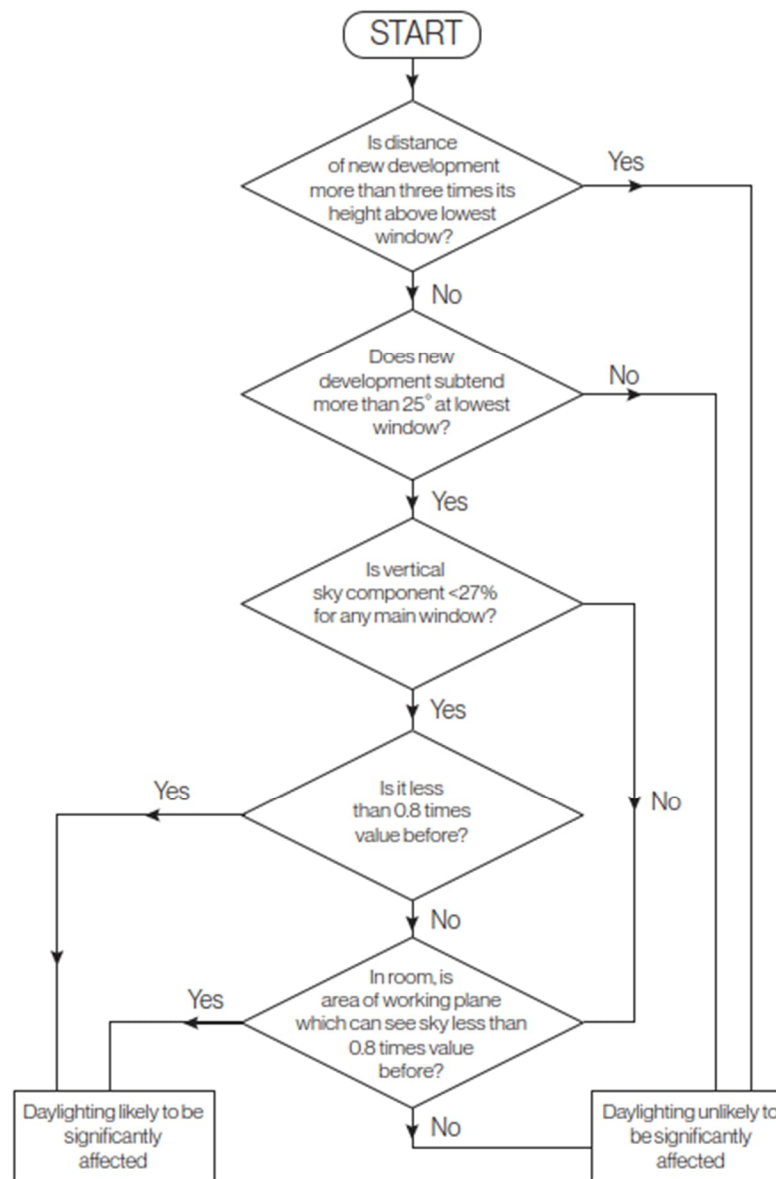 START
Is distance
of new development
more than three times its
height above lowest
window?
Yes
No
Does new
development subtend
more than 25° at lowest
window?
No
Yes
Is vertical
sky component <27%
for any main window?
Yes
No
Is it less
than 0.8 times
value before?
Yes
No
In room, is
area of working plane
which can see sky less than
0.8 times value
before?
Yes
No
Daylighting likely to be
significantly
affected
Daylighting unlikely to
be significantly
affected